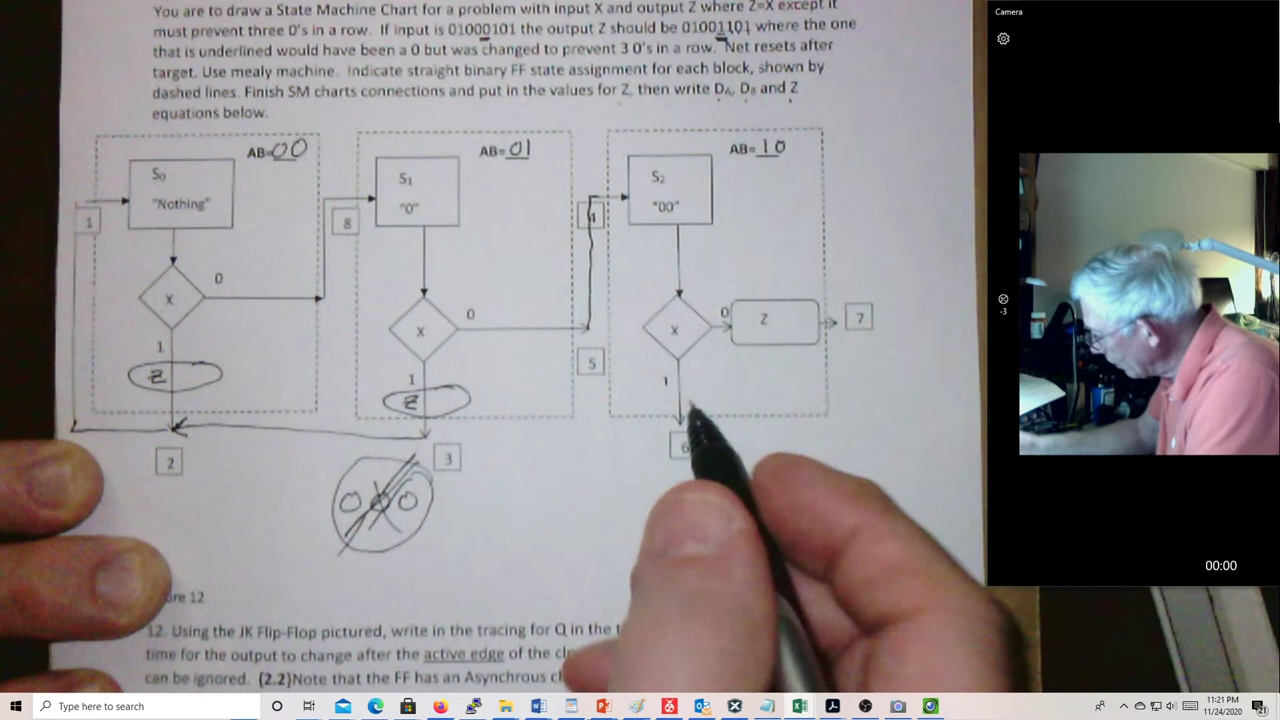 You are to draw a State Machine Chart for a problem with input X and output Z where Z=X except it
must prevent three 0's in a row. If input is 01000101 the output Z should be 01001101 where the one
that is underlined would have been a 0 but was changed to prevent 3 0's in a row. Net resets after
target. Use mealy machine. Indicate straight binary FF state assignment for each block, shown by
dashed lines. Finish SM charts connections and put in the values for Z, then write DA, DB and Z
equations below.
AB=00
S0
"Nothing"
1
X
0
1
Z
2
AB=01
8
S1
"0"
X
0
1
Z
3
5
AB=10
4
S2
"00"
X
0
Z
7
1
6
0 X 0
12. Using the JK Flip-Flop pictured, write in the tracing for Q in the
time for the output to change after the active edge of the
can be ignored. (2.2)Note that the FF has an Asynchrous
Camera
-3
00:00
Type here to search
11:21 PM
11/24/2020
21